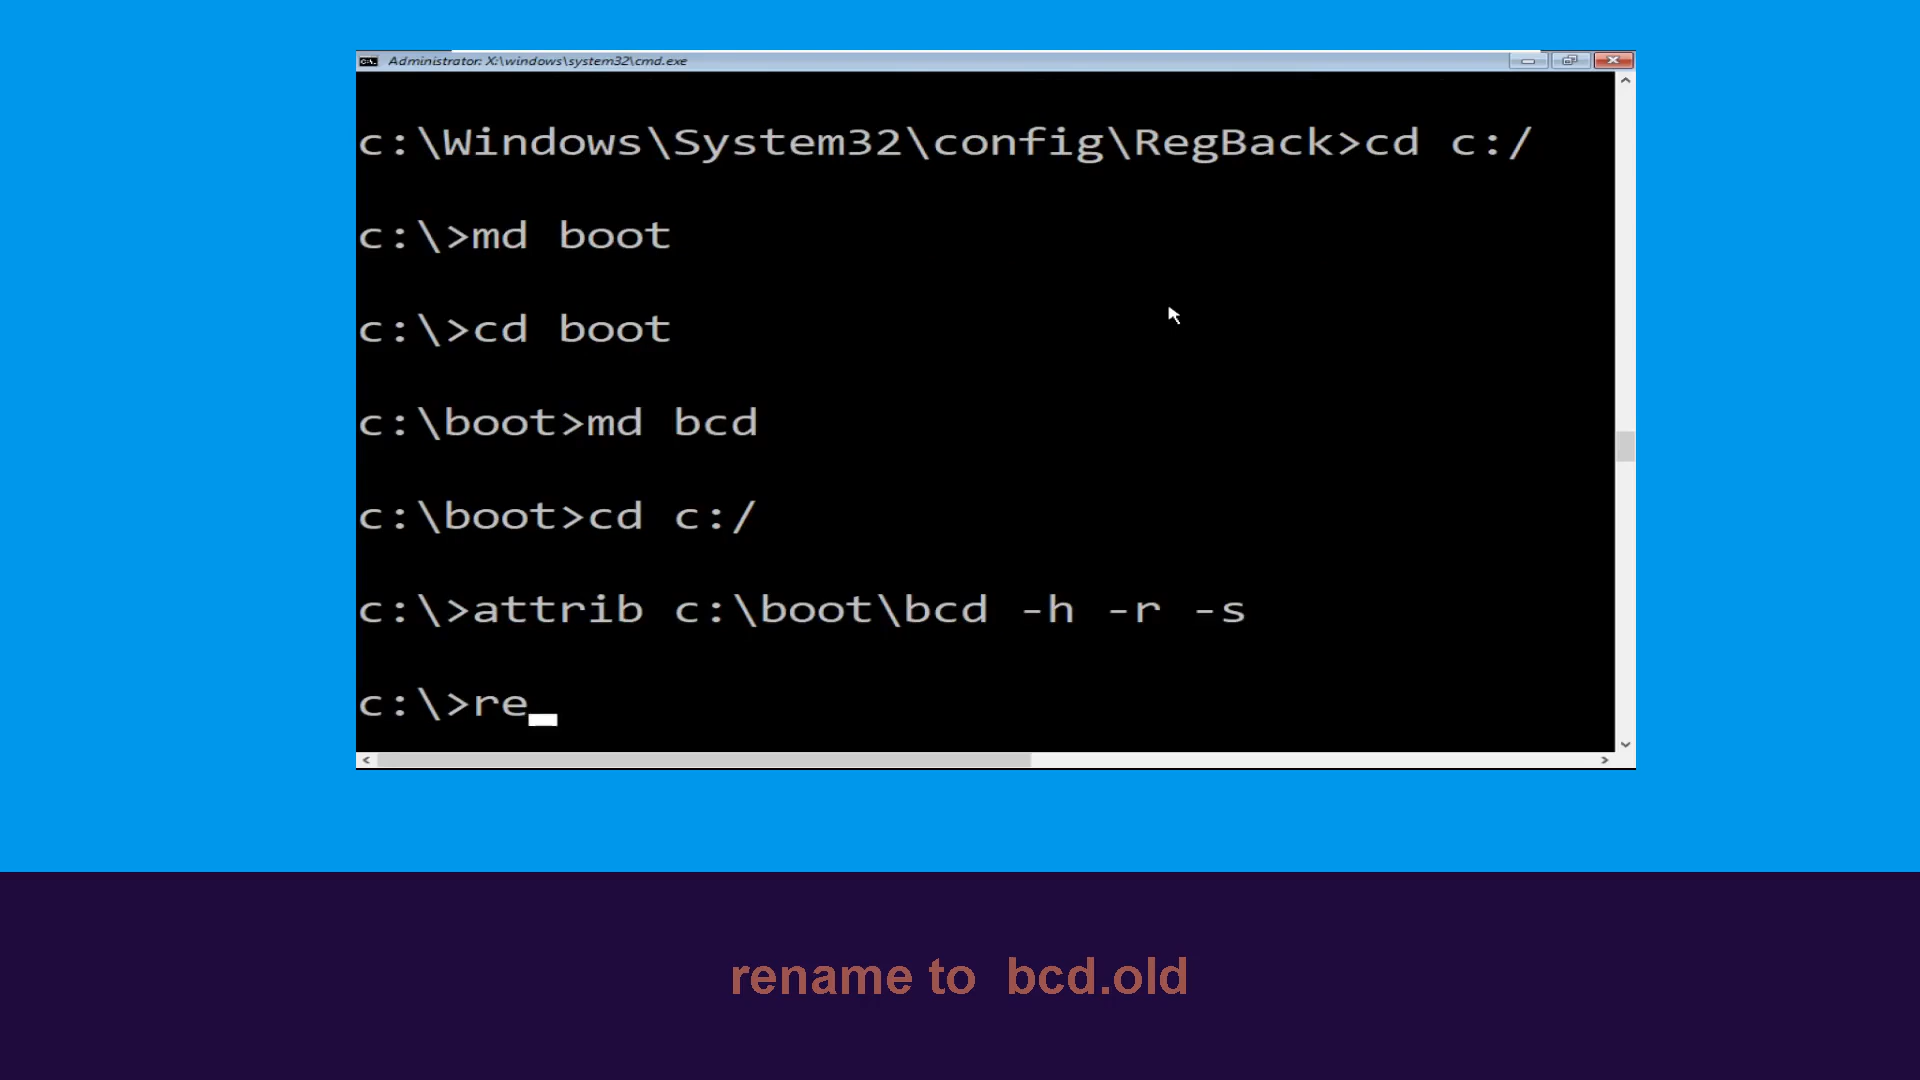 Administrator: X:\windows\system32\cmd.exe
c:\Windows\System32\config\RegBack>cd c:/
c:\>md boot
c:\>cd boot
c:\boot>md bcd
c:\boot>cd c:/
c:\>attrib c:\boot\bcd -h -r -s
c:\>re
rename to  bcd.old